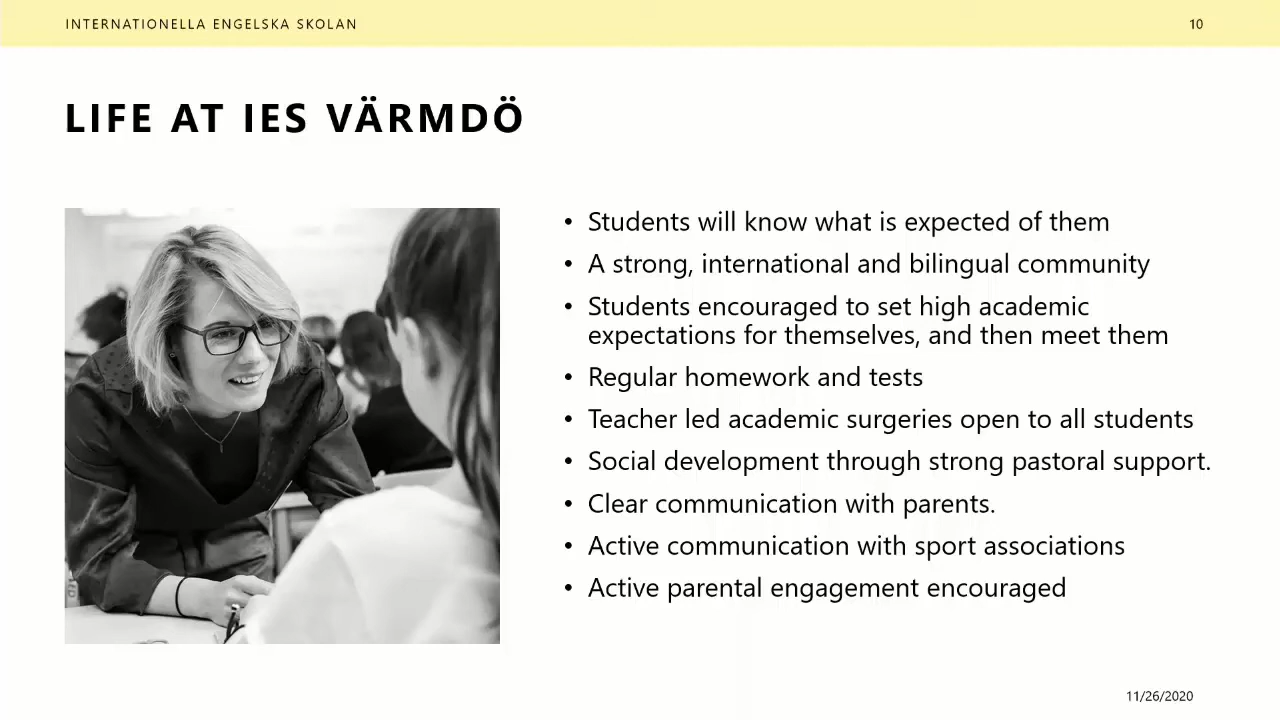 INTERNATIONELLA ENGELSKA SKOLAN
10
LIFE AT IES VÄRMDÖ
• Students will know what is expected of them
• A strong, international and bilingual community
• Students encouraged to set high academic
expectations for themselves, and then meet them
• Regular homework and tests
• Teacher led academic surgeries open to all students
• Social development through strong pastoral support.
• Clear communication with parents.
• Active communication with sport associations
• Active parental engagement encouraged
11/26/2020